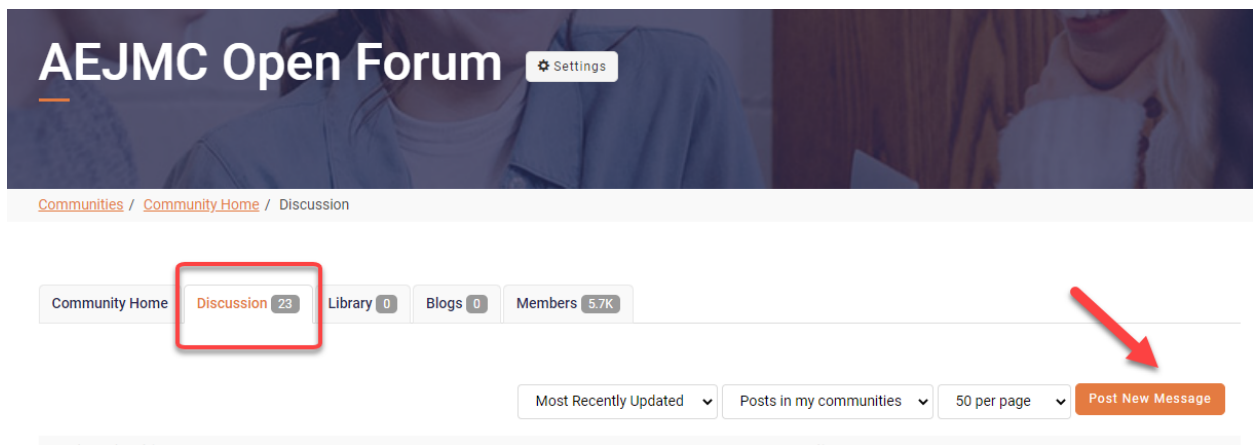 AEJMC Open Forum Settings
Communities / Community Home / Discussion
Community Home Discussion 23 Library 0 Blogs 0 Members 5.7K
Most Recently Updated Posts in my communities 50 per page Post New Message